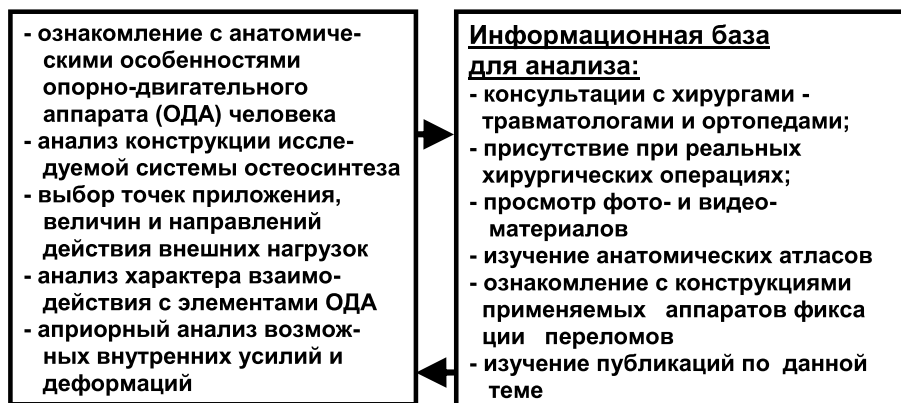 - ознакомление с анатомиче-
скими особенностями
опорно-двигательного
аппарата (ОДА) человека
- анализ конструкции иссле-
дуемой системы остеосинтеза
- выбор точек приложения,
величин и направлений
действия внешних нагрузок
- анализ характера взаимо-
действия с элементами ОДА
- априорный анализ возмож-
ных внутренних усилий и
деформаций
Информационная база
для анализа:
- консультации с хирургами -
травматологами и ортопедами;
- присутствие при реальных
хирургических операциях;
- просмотр фото- и видео-
материалов
- изучение анатомических атласов
- ознакомление с конструкциями
применяемых аппаратов фикса
ции переломов
- изучение публикаций по данной
теме